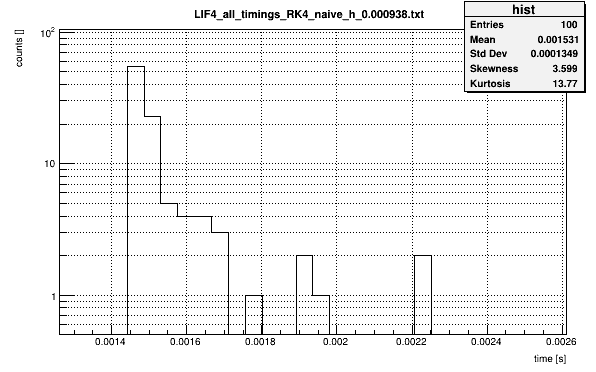 LIF4_all_timings_RK4_naive_h_0.000938.txt
hist
Entries 100
Mean 0.001531
Std Dev 0.0001349
Skewness 3.599
Kurtosis 13.77
counts []
10²
10
1
0.0014 0.0016 0.0018 0.002 0.0022 0.0024 0.0026
time [s]